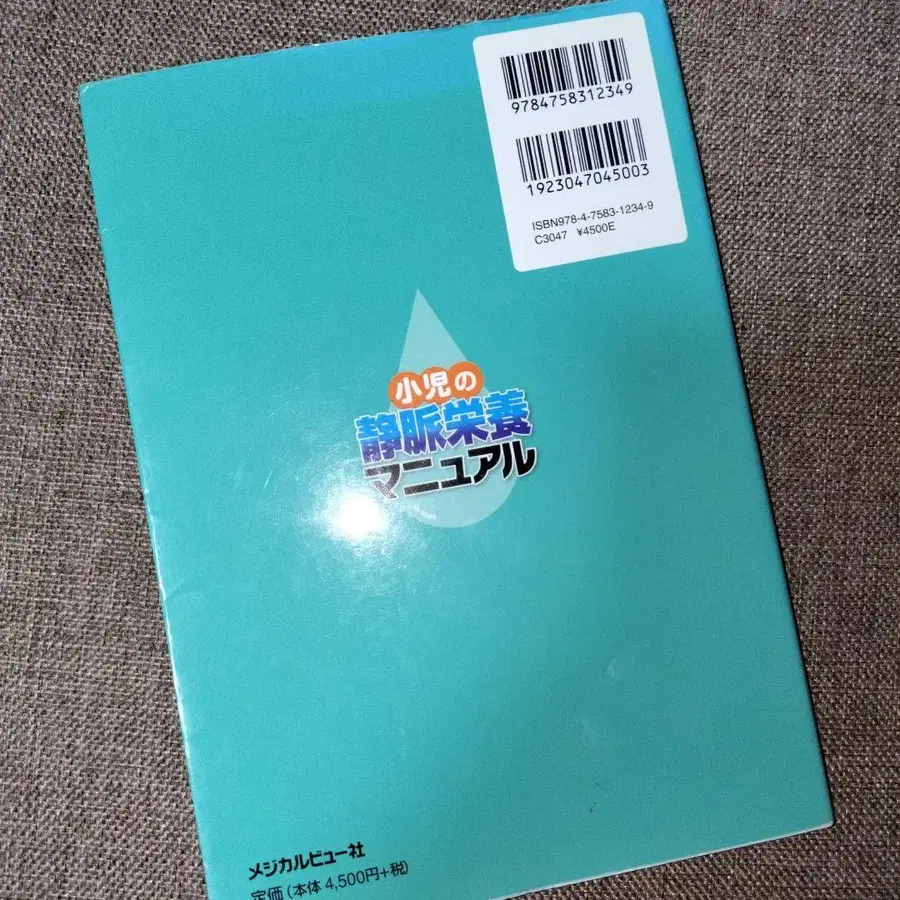 9784758312349
1923047045003
ISBN978-4-7583-1234-9
C3047 ¥4500E
小児の
静脈栄養
マニュアル
メジカルビュー社
定価(本体 4,500円+税)